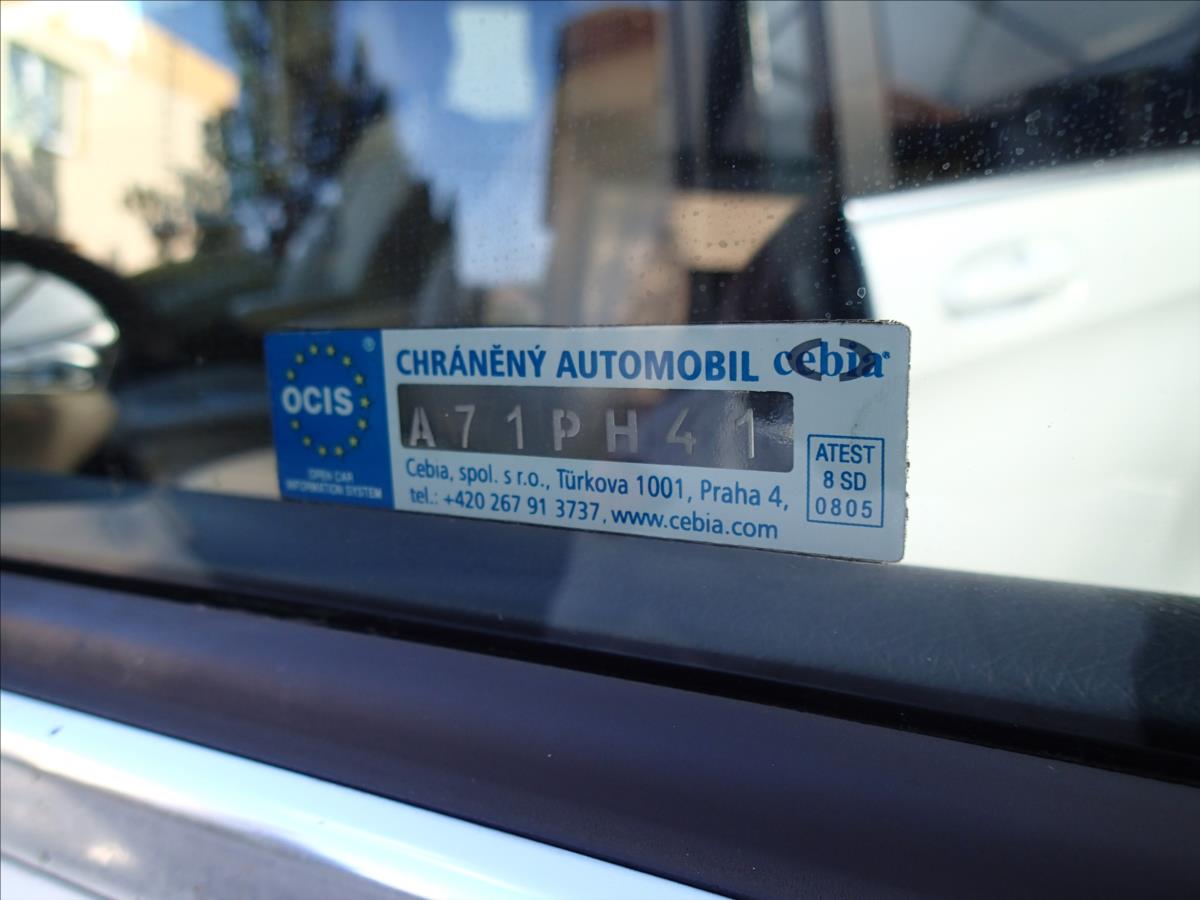 OCIS ®
OPEN CAR
INFORMATION SYSTEM
CHRÁNĚNÝ AUTOMOBIL cebia®
A71PH41
Cebia, spol. s r.o., Türkova 1001, Praha 4,
tel.: +420 267 91 3737, www.cebia.com
ATEST
8 SD
0805